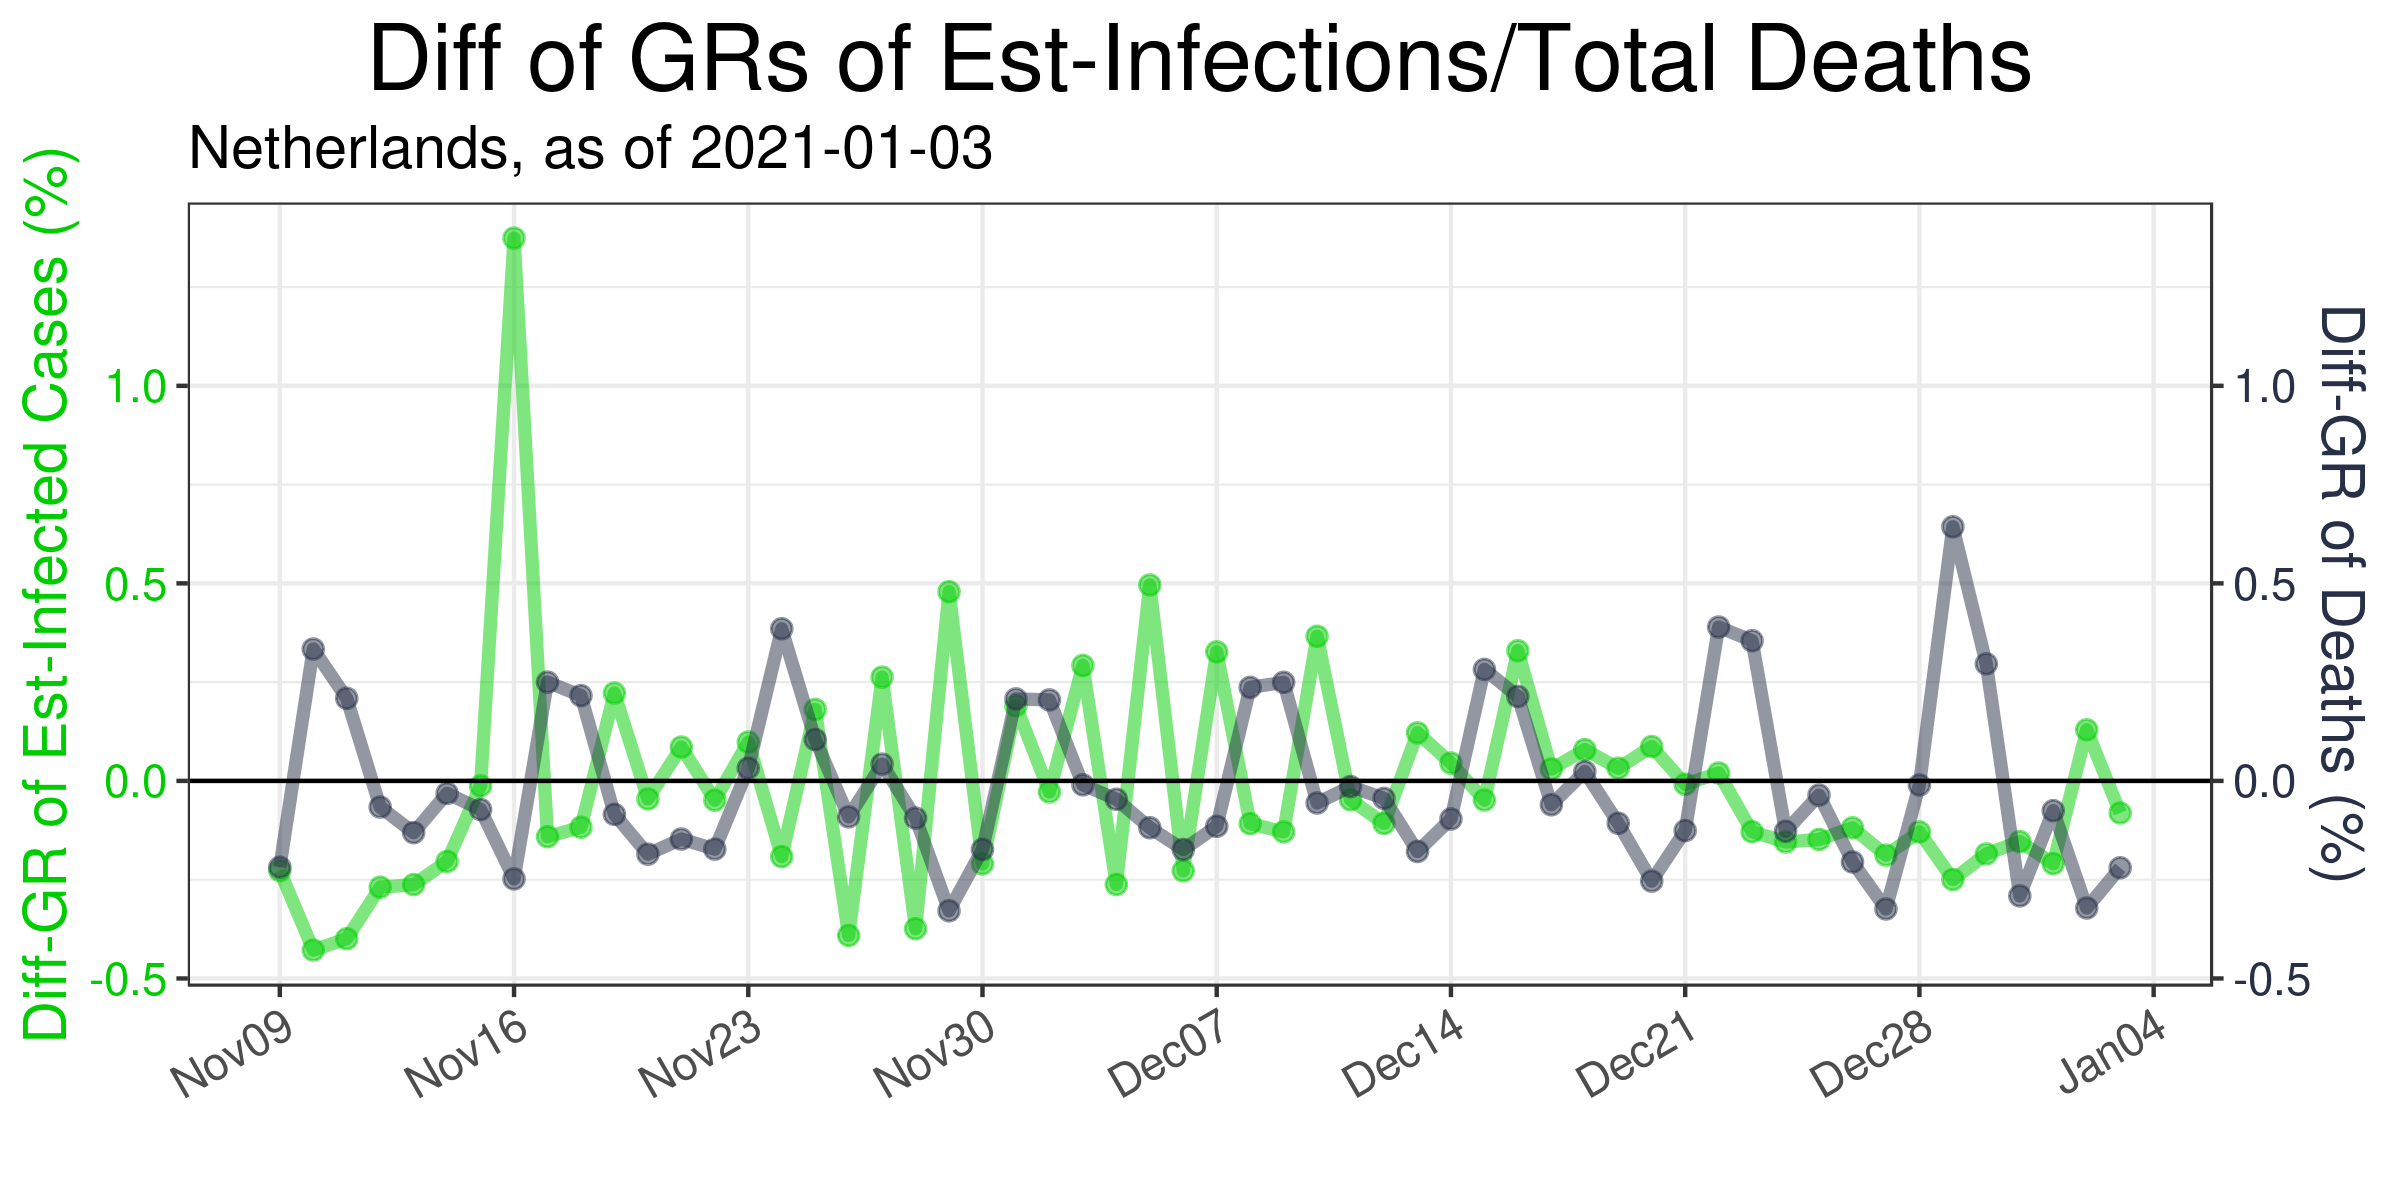 Diff of GRs of Est-Infections/Total Deaths
Netherlands, as of 2021-01-03
Diff-GR of Est-Infected Cases (%)
1.0
0.5
0.0
-0.5
1.0
0.5
0.0
-0.5
Diff-GR of Deaths (%)
Nov09
Nov16
Nov23
Nov30
Dec07
Dec14
Dec21
Dec28
Jan04